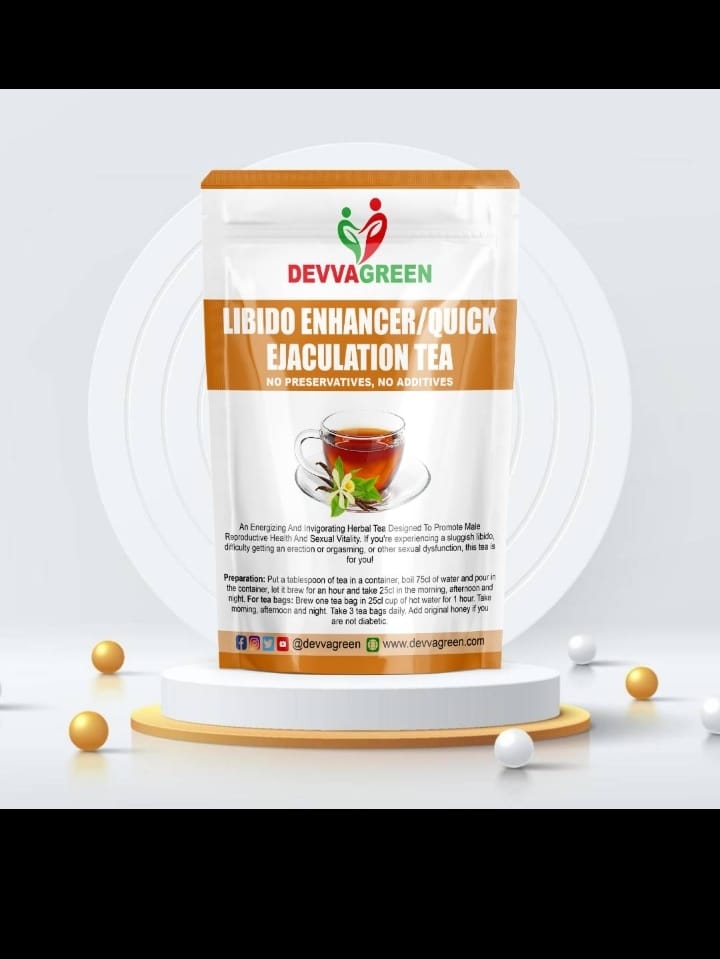 DEVVAGREEN
LIBIDO ENHANCER/QUICK
EJACULATION TEA
NO PRESERVATIVES, NO ADDITIVES
An Energizing And Invigorating Herbal Tea Designed To Promote Male
Reproductive Health And Sexual Vitality. If you're experiencing a sluggish libido,
difficulty getting an erection or orgasming, or other sexual dysfunction, this tea is
for you!
Preparation: Put a tablespoon of tea in a container, boil 75cl of water and pour in
the container, let it brew for an hour and take 25cl in the morning, afternoon and
night. For tea bags: Brew one tea bag in 25cl cup of hot water for 1 hour. Take
morning, afternoon and night. Take 3 tea bags daily. Add original honey if you
are not diabetic.
@devvagreen www.devvagreen.com